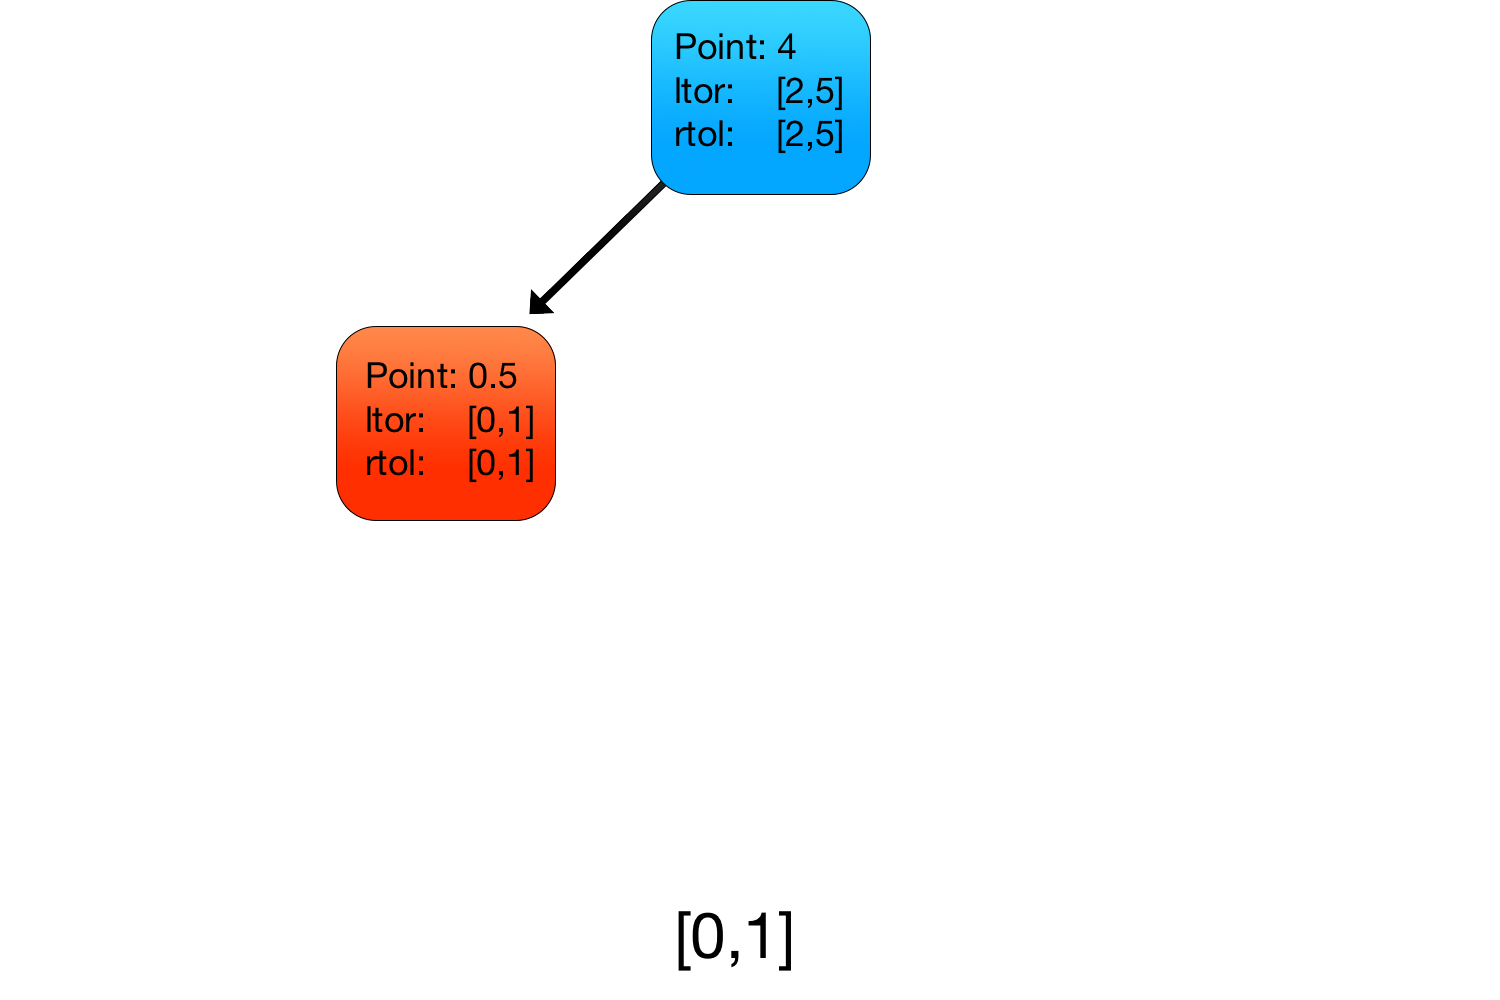 Point: 4
ltor: [2,5]
rtol: [2,5]
Point: 0.5
ltor: [0,1]
rtol: [0,1]
[0,1]